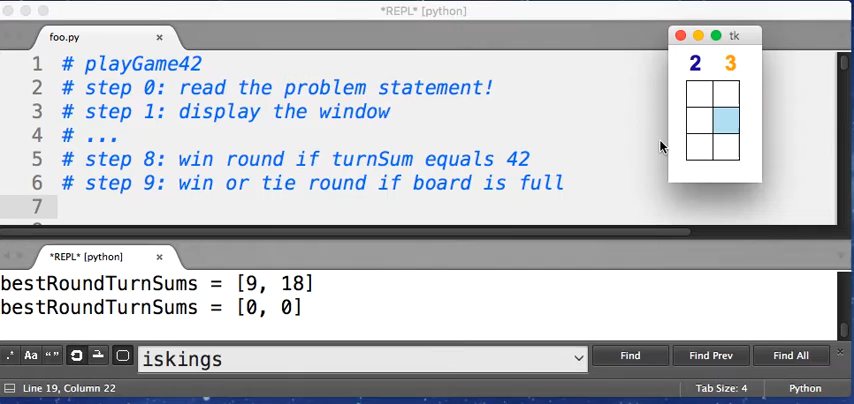 *REPL* [python]
foo.py ×
tk
2 3
1 # playGame42
2 # step 0: read the problem statement!
3 # step 1: display the window
4 # ...
5 # step 8: win round if turnSum equals 42
6 # step 9: win or tie round if board is full
7
*REPL* [python] ×
bestRoundTurnSums = [9, 18]
bestRoundTurnSums = [0, 0]
.* Aa “ ” iskings Find Find Prev Find All ×
Line 19, Column 22 Tab Size: 4 Python